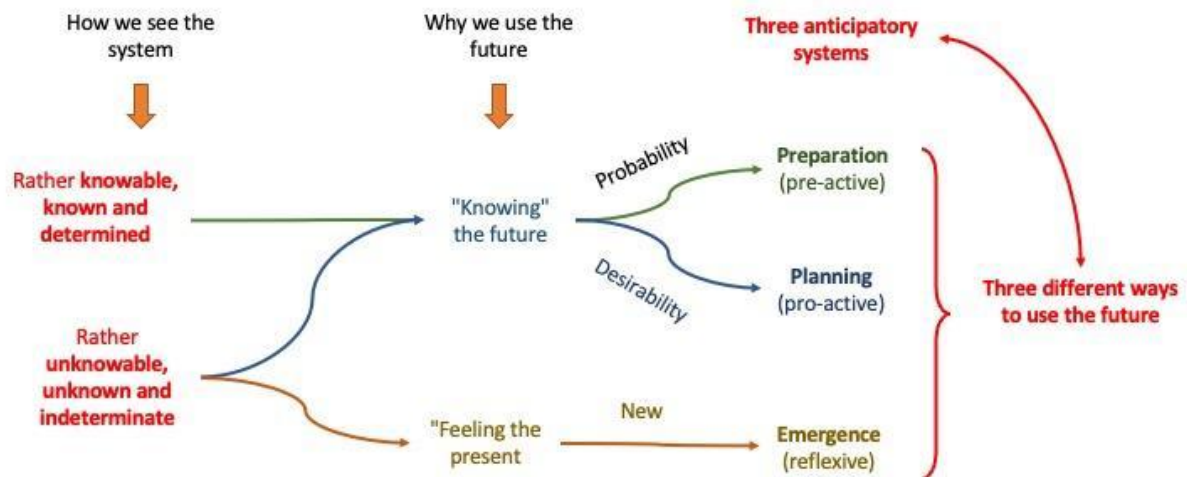 How we see the
system
Why we use the
future
Three anticipatory
systems
Rather knowable,
known and
determined
"Knowing"
the future
Probability
Desirability
Preparation
(pre-active)
Planning
(pro-active)
Three different ways
to use the future
Rather
unknowable,
unknown and
indeterminate
"Feeling the
present
New
Emergence
(reflexive)